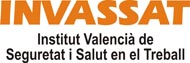 INVASSAT
Institut Valencià de
Seguretat i Salut en el Treball